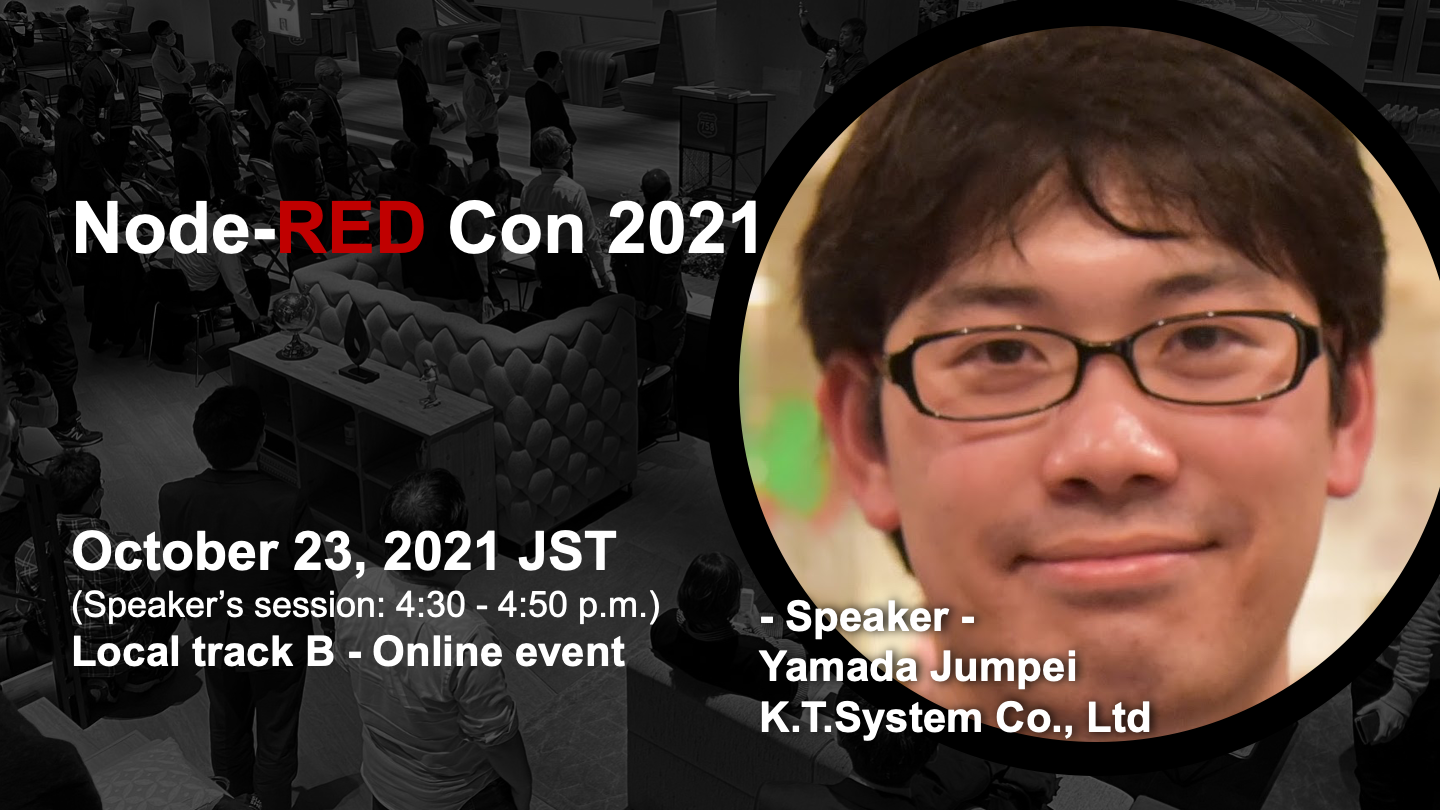 Node-RED Con 2021
October 23, 2021 JST
(Speaker’s session: 4:30 - 4:50 p.m.)
Local track B - Online event
- Speaker -
Yamada Jumpei
K.T.System Co., Ltd